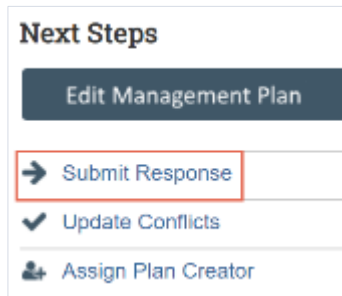 Next Steps
Edit Management Plan
Submit Response
Update Conflicts
Assign Plan Creator